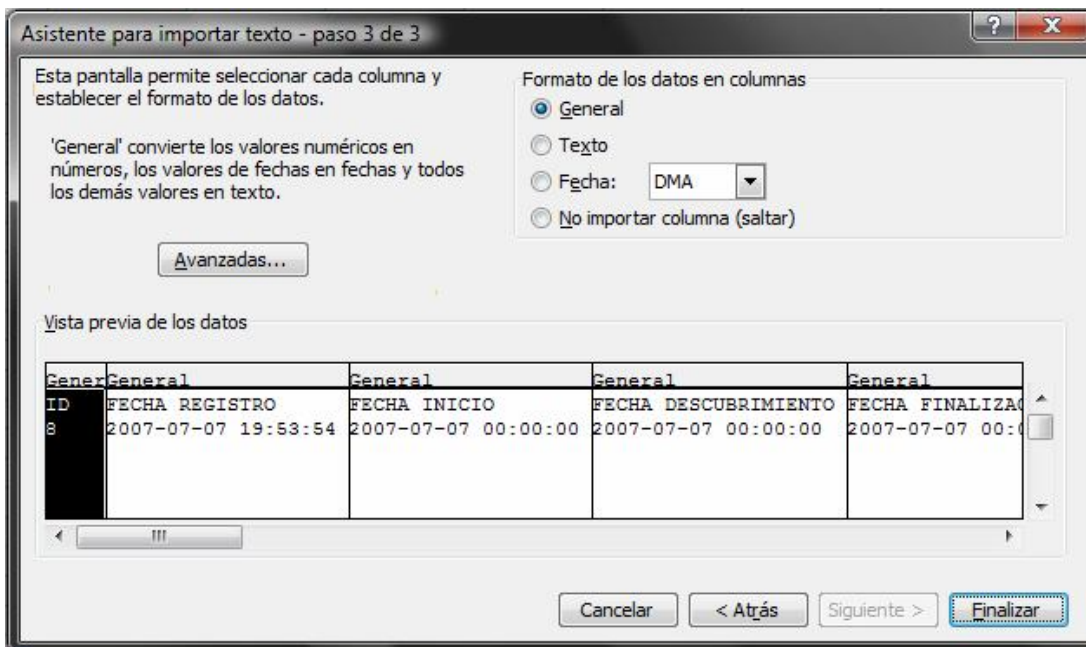 Asistente para importar texto - paso 3 de 3
Esta pantalla permite seleccionar cada columna y
establecer el formato de los datos.
'General' convierte los valores numéricos en
números, los valores de fechas en fechas y todos
los demás valores en texto.
Avanzadas...
Formato de los datos en columnas
General
Texto
Fecha: DMA
No importar columna (saltar)
Vista previa de los datos
Gener General General General General
ID FECHA REGISTRO FECHA INICIO FECHA DESCUBRIMIENTO FECHA FINALIZAC
8 2007-07-07 19:53:54 2007-07-07 00:00:00 2007-07-07 00:00:00 2007-07-07 00:0
Cancelar < Atrás Siguiente > Finalizar